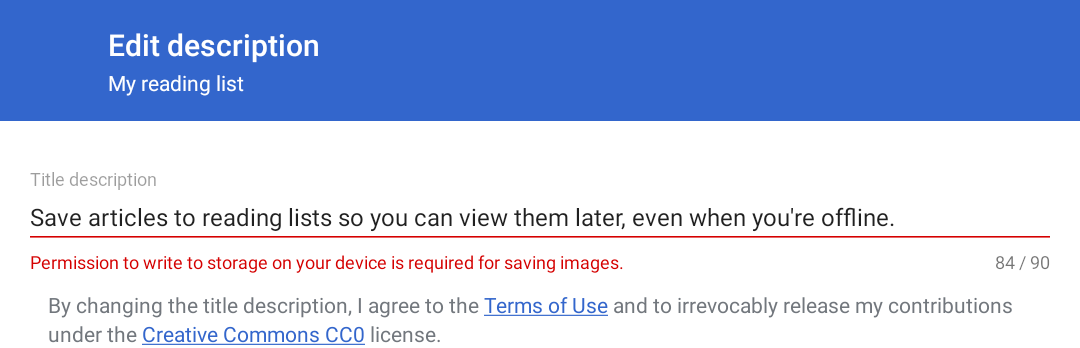 Edit description
My reading list
Title description
Save articles to reading lists so you can view them later, even when you're offline.
Permission to write to storage on your device is required for saving images.
84 / 90
By changing the title description, I agree to the Terms of Use and to irrevocably release my contributions
under the Creative Commons CC0 license.